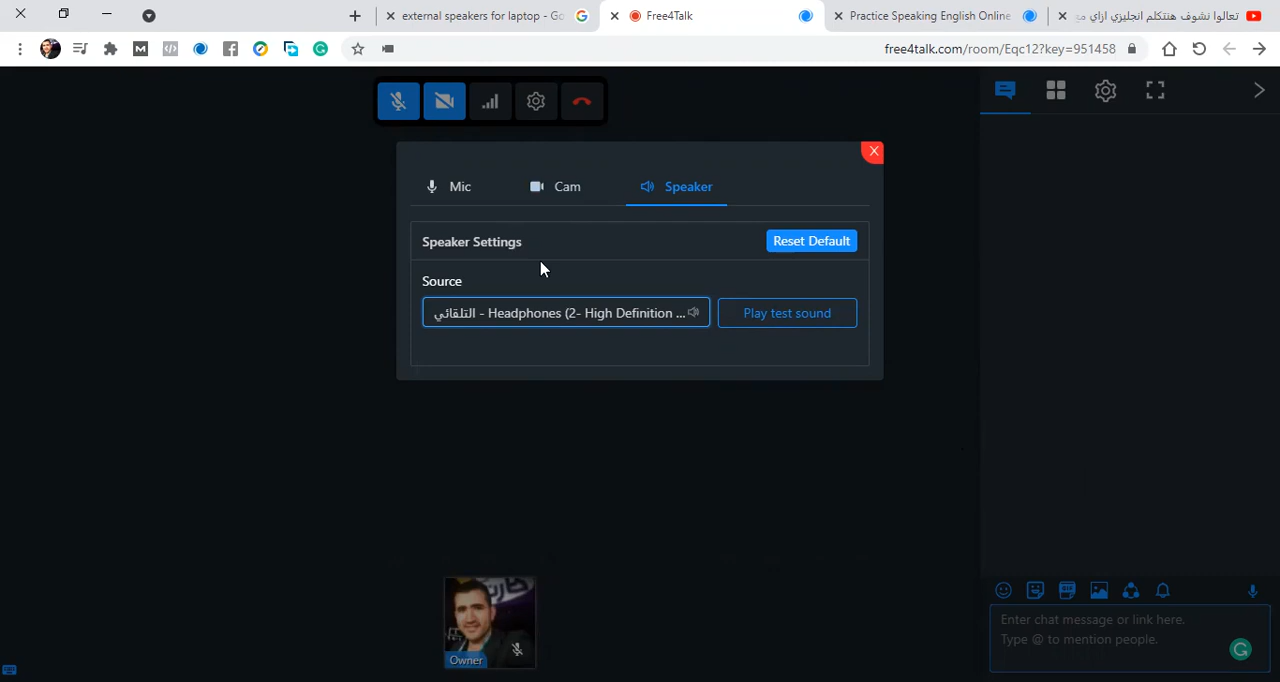 external speakers for laptop - Go
Free4Talk
Practice Speaking English Online
تعالوا نشوف هنتكلم انجليزي ازاي مع
free4talk.com/room/Eqc12?key=951458
Mic
Cam
Speaker
X
Speaker Settings
Reset Default
Source
التلقائي - Headphones (2- High Definition ...
Play test sound
Owner
GIF
Enter chat message or link here.
Type @ to mention people.